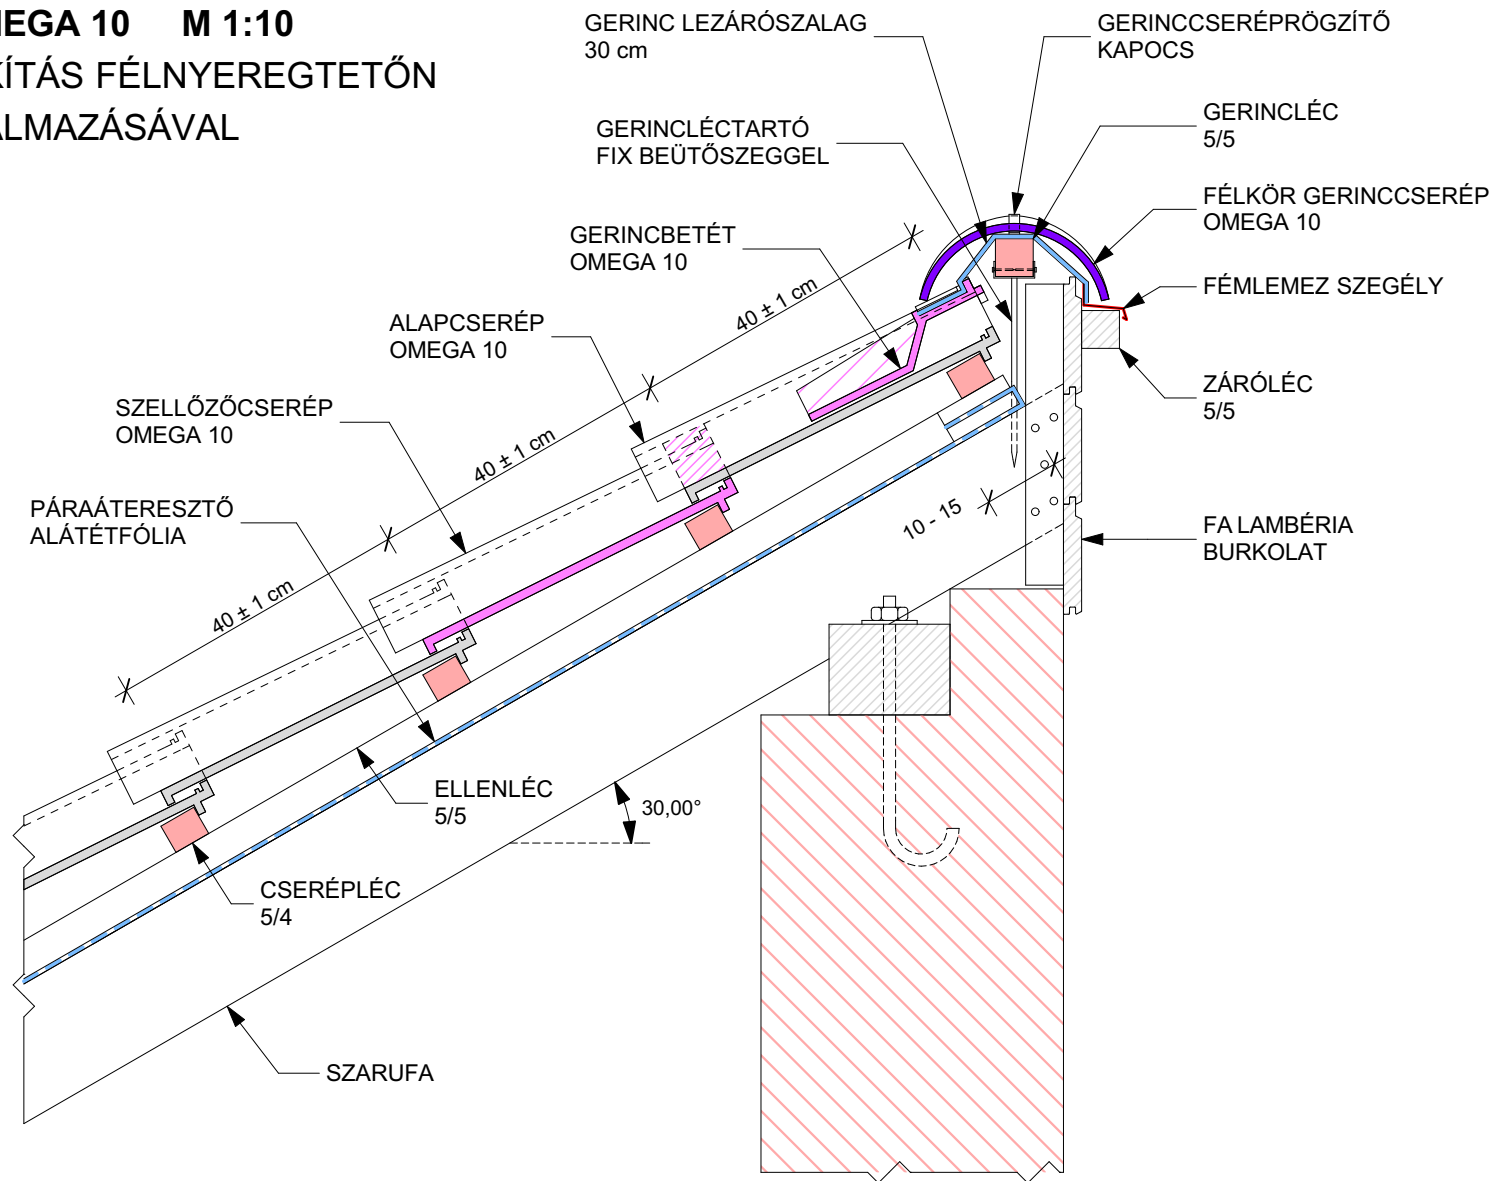 EGA 10 M 1:10
ÍTÁS FÉLNYEREGTETŐN
ALMAZÁSÁVAL
GERINC LEZÁRÓSZALAG
30 cm
GERINCCSERÉPRÖGZÍTŐ
KAPOCS
GERINCLÉCTARTÓ
FIX BEÜTŐSZEGGEL
GERINCLÉC
5/5
FÉLKÖR GERINCCSERÉP
OMEGA 10
GERINCBETÉT
OMEGA 10
FÉMLEMEZ SZEGÉLY
ALAPCSERÉP
OMEGA 10
40 ± 1 cm
ZÁRÓLÉC
5/5
SZELLŐZŐCSERÉP
OMEGA 10
40 ± 1 cm
PÁRAÁTERESZTŐ
ALÁTÉTFÓLIA
10 - 15
FA LAMBÉRIA
BURKOLAT
40 ± 1 cm
ELLENLÉC
5/5
30,00°
CSERÉPLÉC
5/4
SZARUFA